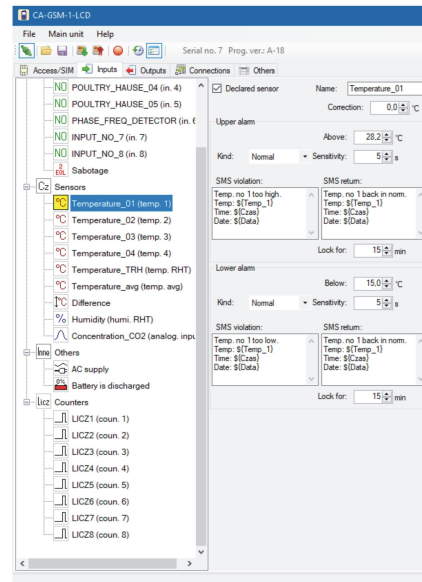 CA-GSM-1-LCD
File Main unit Help
Serial no. 7 Prog. ver.: A-18
Access/SIM Inputs Outputs Connections Others
NO POULTRY_HAUSE_04 (in. 4)
NO POULTRY_HAUSE_05 (in. 5)
NO PHASE_FREQ_DETECTOR (in. 6
NO INPUT_NO_7 (in. 7)
NO INPUT_NO_8 (in. 8)
2 EOL Sabotage
Cz Sensors
°C Temperature_01 (temp. 1)
°C Temperature_02 (temp. 2)
°C Temperature_03 (temp. 3)
°C Temperature_04 (temp. 4)
°C Temperature_TRH (temp. RHT)
°C Temperature_avg (temp. avg)
°C Difference
% Humidity (humi. RHT)
Concentration_CO2 (analog. inpu
Inne Others
AC supply
0% Battery is discharged
licz Counters
LICZ1 (coun. 1)
LICZ2 (coun. 2)
LICZ3 (coun. 3)
LICZ4 (coun. 4)
LICZ5 (coun. 5)
LICZ6 (coun. 6)
LICZ7 (coun. 7)
LICZ8 (coun. 8)
Declared sensor Name: Temperature_01
Correction: 0,0 °C
Upper alarm
Above: 28,2 °C
Kind: Normal Sensitivity: 5 s
SMS violation:
Temp. no 1 too high.
Temp: ${Temp_1}
Time: ${Czas}
Date: ${Data}
SMS return:
Temp. no 1 back in norm.
Temp: ${Temp_1}
Time: ${Czas}
Date: ${Data}
Lock for: 15 min
Lower alarm
Below: 15,0 °C
Kind: Normal Sensitivity: 5 s
SMS violation:
Temp. no 1 too low.
Temp: ${Temp_1}
Time: ${Czas}
Date: ${Data}
SMS return:
Temp. no 1 back in norm.
Temp: ${Temp_1}
Time: ${Czas}
Date: ${Data}
Lock for: 15 min